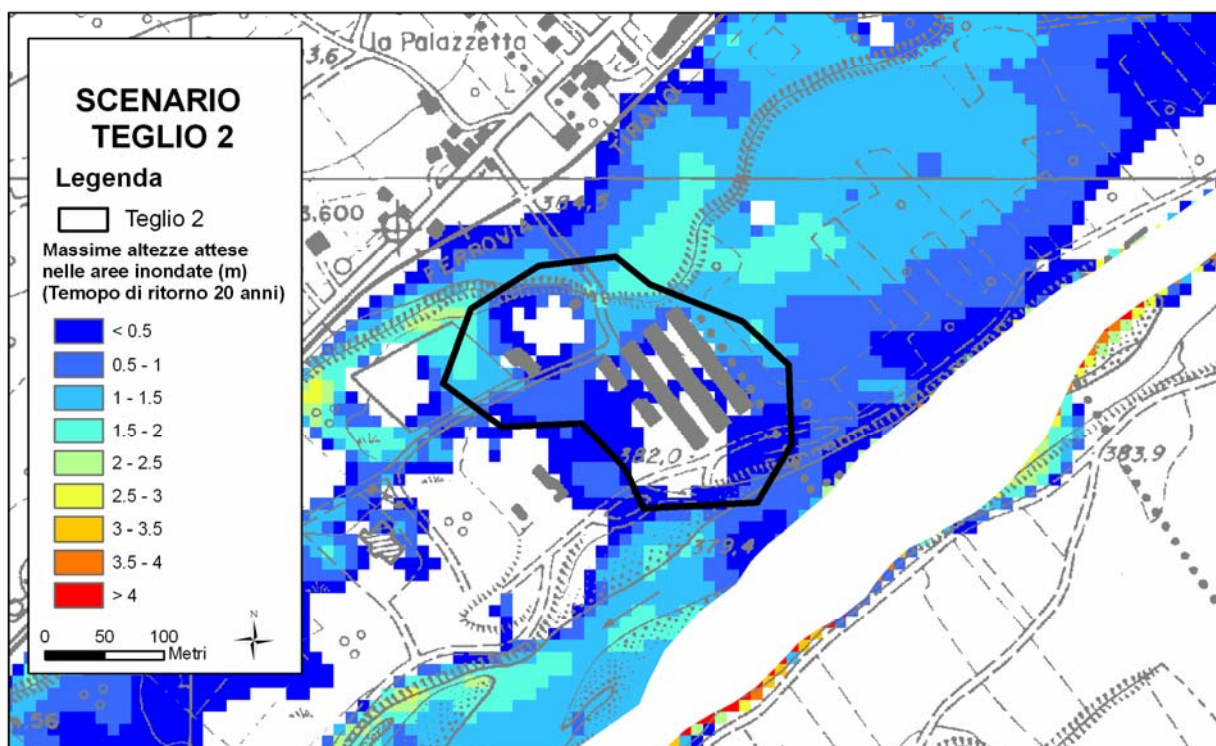 SCENARIO
TEGLIO 2
Legenda
Teglio 2
Massime altezze attese
nelle aree inondate (m)
(Temopo di ritorno 20 anni)
< 0.5
0.5 - 1
1 - 1.5
1.5 - 2
2 - 2.5
2.5 - 3
3 - 3.5
3.5 - 4
> 4
0 50 100
Metri
N
la Palazzetta
3,6
TIRANO
FERROVIA
3.600
382,0
379,4
383,9